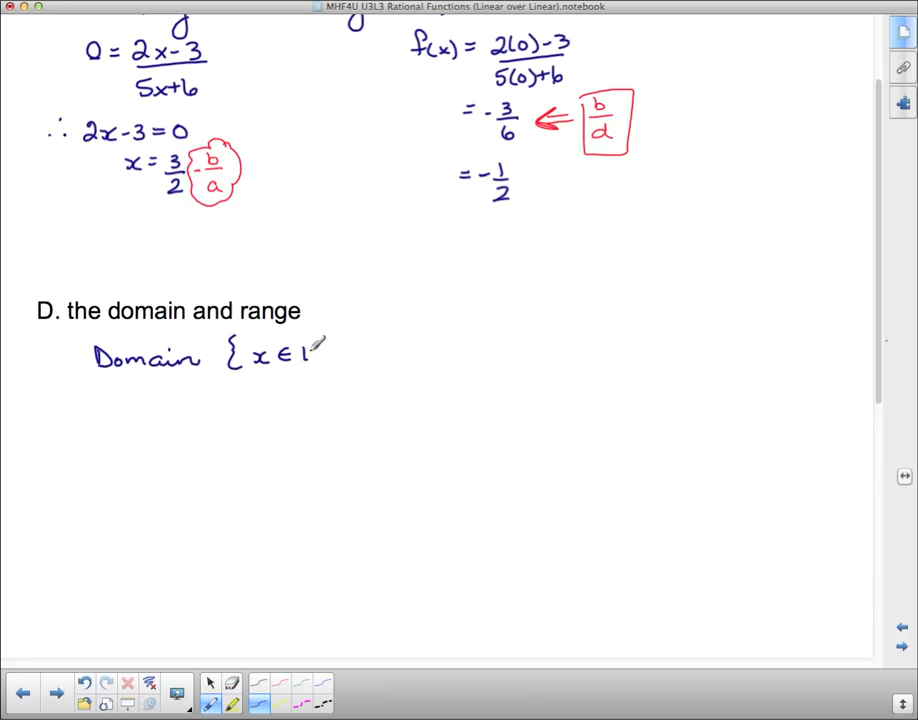 MHF4U U3L3 Rational Functions (Linear over Linear).notebook
0 = 2x-3 / 5x+6
∴ 2x-3=0
x = 3/2 - b/a
f(x) = 2(0)-3 / 5(0)+6
= - 3/6 ⇐ b/d
= - 1/2
D. the domain and range
Domain { x ∈